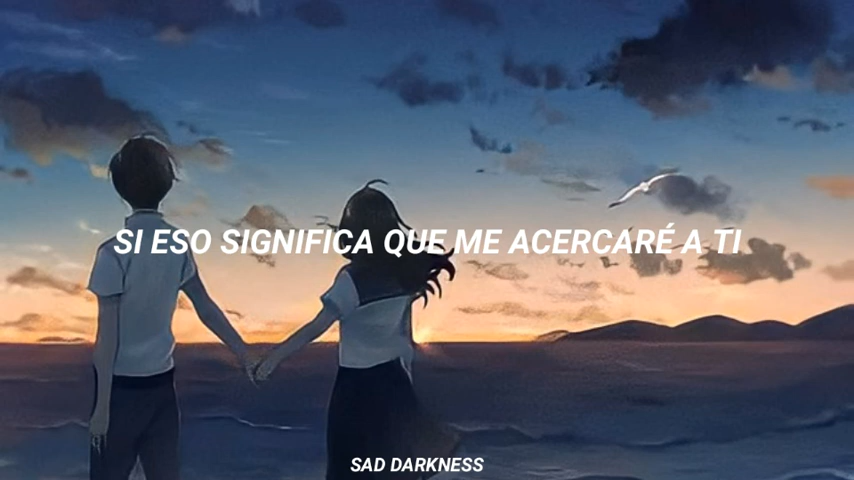 SI ESO SIGNIFICA QUE ME ACERCARÉ A TI
SAD DARKNESS